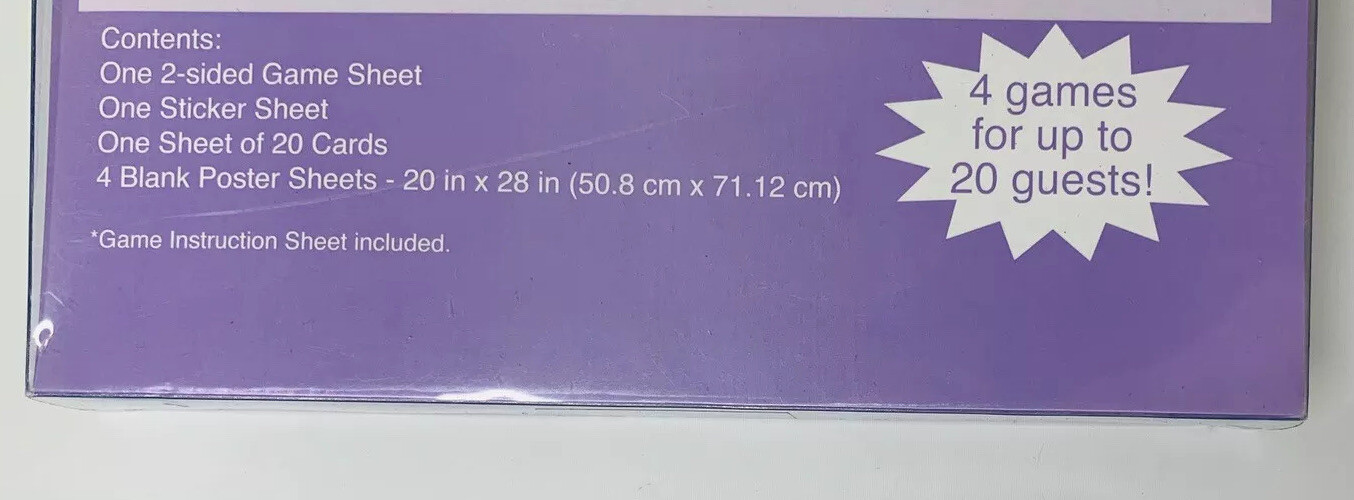 Contents:
One 2-sided Game Sheet
One Sticker Sheet
One Sheet of 20 Cards
4 Blank Poster Sheets - 20 in x 28 in (50.8 cm x 71.12 cm)
*Game Instruction Sheet included.
4 games
for up to
20 guests!